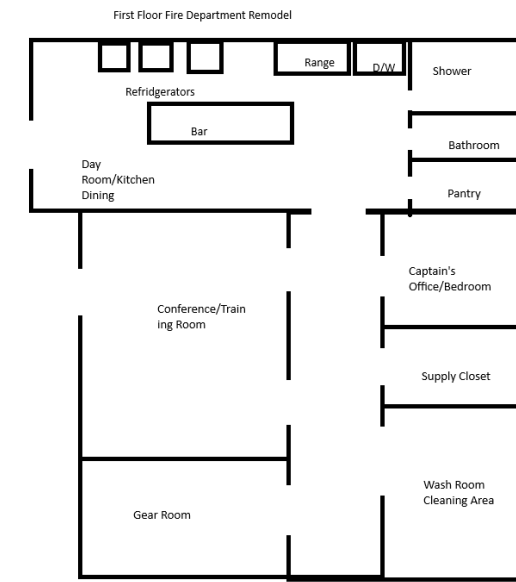 First Floor Fire Department Remodel
Range
D/W
Shower
Refridgerators
Bar
Bathroom
Day
Room/Kitchen
Dining
Pantry
Captain's
Office/Bedroom
Conference/Train
ing Room
Supply Closet
Wash Room
Cleaning Area
Gear Room